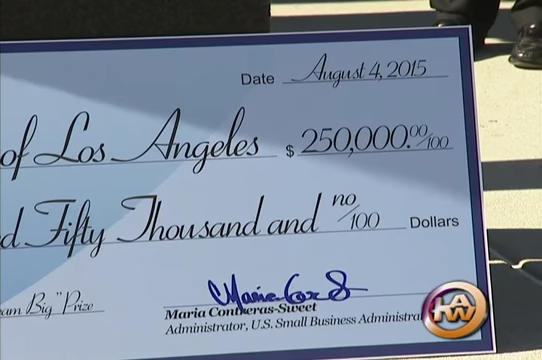 Date August 4, 2015
of Los Angeles $ 250,000.00/100
d Fifty Thousand and no/100 Dollars
am Big" Prize
Maria Contreras-Sweet
Administrator, U.S. Small Business Administra